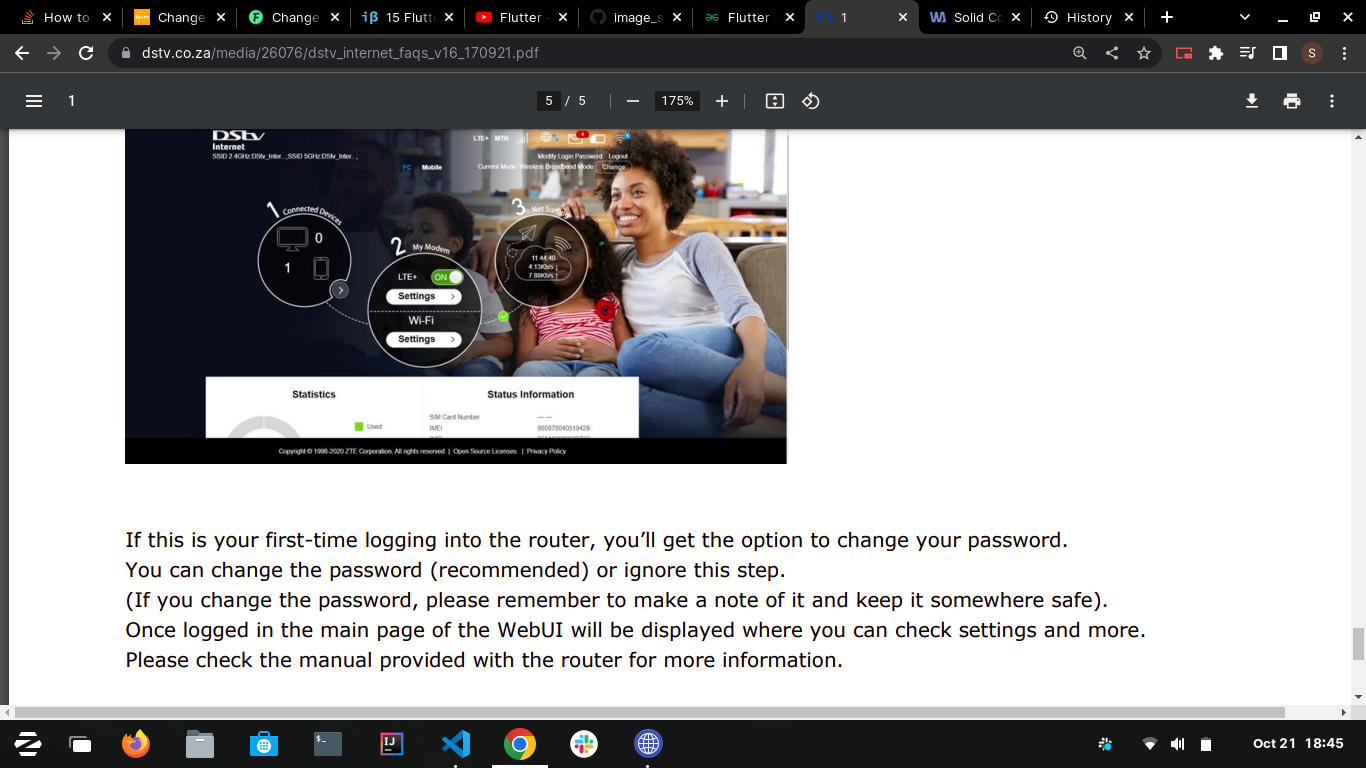 How to
Change
Change
15 Flutt
Flutter -
image_s
Flutter -
1
Solid Co
History
dstv.co.za/media/26076/dstv_internet_faqs_v16_170921.pdf
S
1
5 / 5
175%
DStv
Internet
SSID 2.4GHz:DStv_Inter...;SSID 5GHz:DStv_Inter...;
LTE+ MTN
Modify Login Password Logout
PC Mobile
Current Mode: Wireless Broadband Mode Change
1 Connected Devices
0
1
2 My Modem
LTE+ ON
Settings
Wi-Fi
Settings
3 Net
11:44:40
4.13Kb/s
7.88Kb/s
Statistics
Used
Status Information
SIM Card Number — —
IMEI 860978040519429
Copyright © 1998-2020 ZTE Corporation. All rights reserved | Open Source Licenses | Privacy Policy
If this is your first-time logging into the router, you’ll get the option to change your password.
You can change the password (recommended) or ignore this step.
(If you change the password, please remember to make a note of it and keep it somewhere safe).
Once logged in the main page of the WebUI will be displayed where you can check settings and more.
Please check the manual provided with the router for more information.
Oct 21 18:45